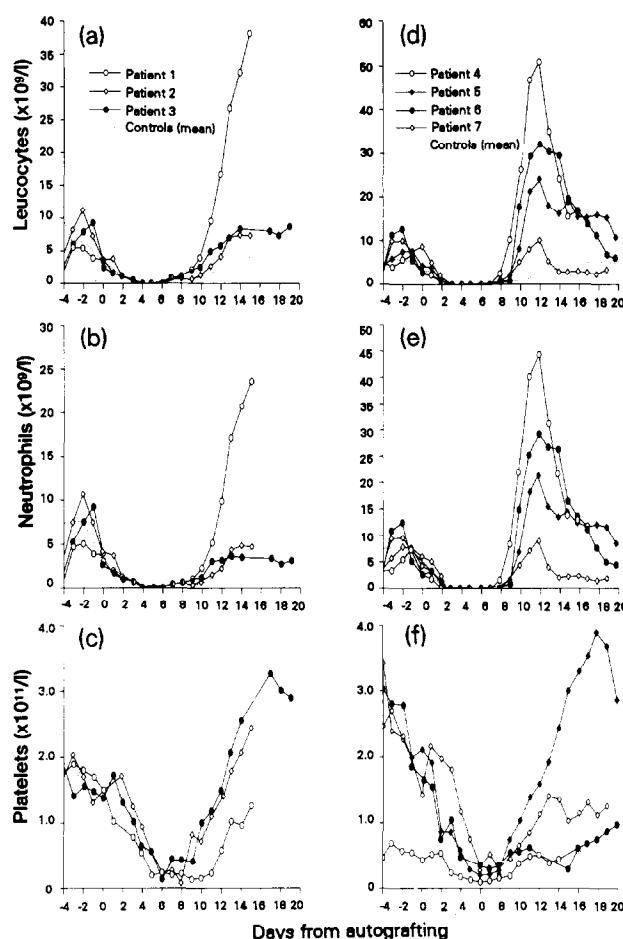 (a)
Leucocytes (x10⁹/l)
40
35
30
25
20
15
10
5
0
Patient 1
Patient 2
Patient 3
Controls (mean)
-4 -2 0 2 4 6 8 10 12 14 16 18 20
(d)
60
50
40
30
20
10
0
Patient 4
Patient 5
Patient 6
Patient 7
Controls (mean)
-4 -2 0 2 4 6 8 10 12 14 16 18 20
(b)
Neutrophils (x10⁹/l)
30
25
20
15
10
5
0
-4 -2 0 2 4 6 8 10 12 14 16 18 20
(e)
50
45
40
35
30
25
20
15
10
5
0
-4 -2 0 2 4 6 8 10 12 14 16 18 20
(c)
Platelets (x10¹¹/l)
4.0
3.0
2.0
1.0
0
-4 -2 0 2 4 6 8 10 12 14 16 18 20
(f)
4.0
3.0
2.0
1.0
0
-4 -2 0 2 4 6 8 10 12 14 16 18 20
Days from autografting